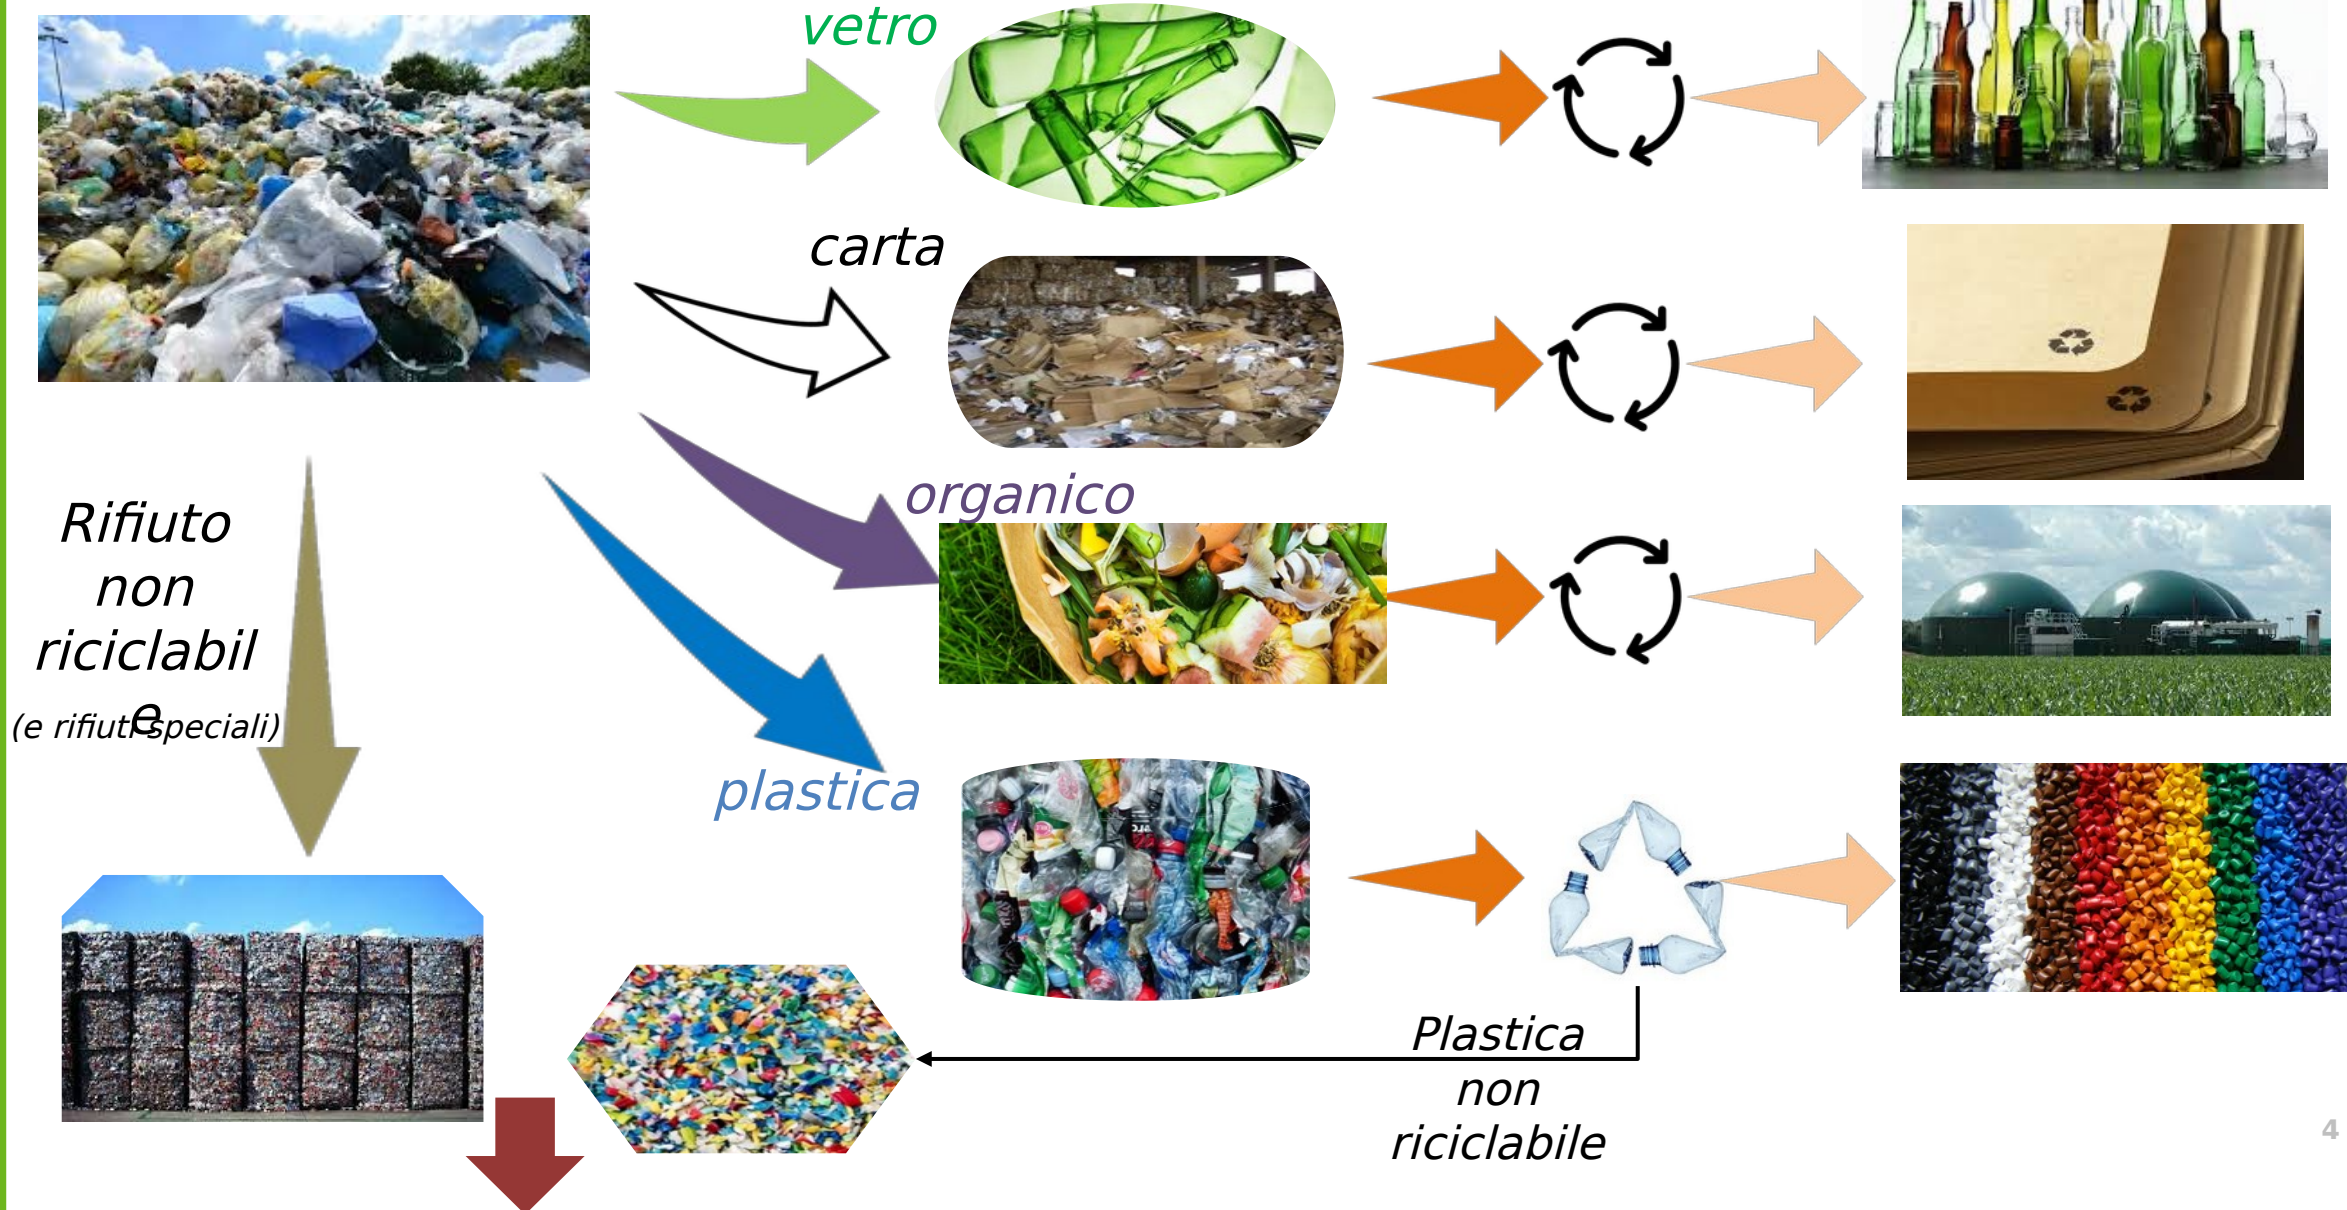 vetro
carta
organico
Rifiuto
non
riciclabil
e
(e rifiuti speciali)
plastica
Plastica
non
riciclabile
4